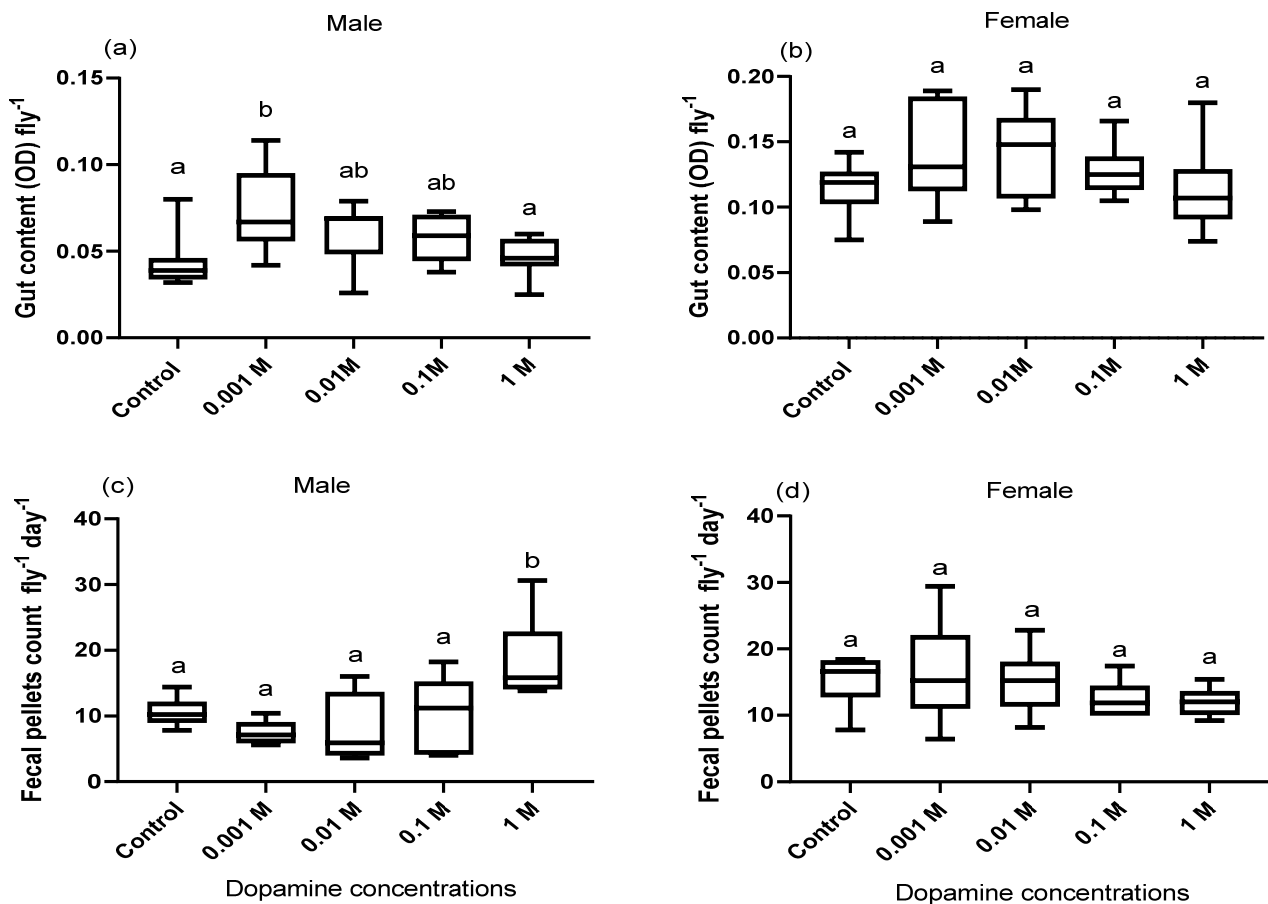 Male
(a)
Gut content (OD) fly-1
0.15
0.10
0.05
0.00
a
b
ab
ab
a
Control
0.001 M
0.01M
0.1M
1 M
Female
(b)
Gut content (OD) fly-1
0.20
0.15
0.10
0.05
0.00
a
a
a
a
a
Control
0.001 M
0.01M
0.1M
1 M
(c)
Male
Fecal pellets count fly-1 day-1
40
30
20
10
0
a
a
a
a
b
Control
0.001 M
0.01 M
0.1 M
1 M
Dopamine concentrations
(d)
Female
Fecal pellets count fly-1 day-1
40
30
20
10
0
a
a
a
a
a
Control
0.001 M
0.01 M
0.1 M
1 M
Dopamine concentrations